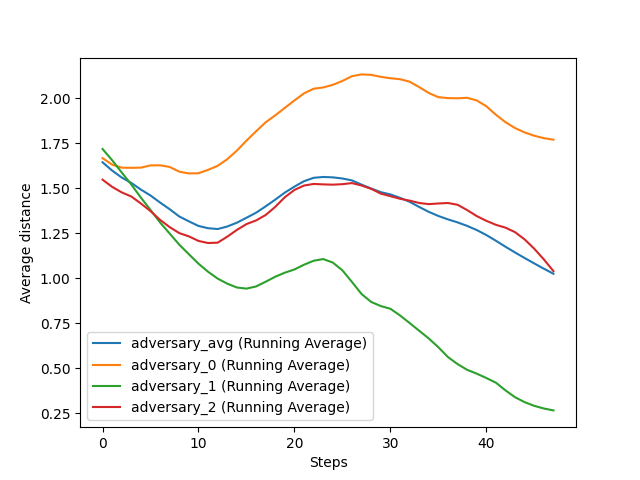 2.00
1.75
1.50
1.25
1.00
0.75
0.50
0.25
Average distance
adversary_avg (Running Average)
adversary_0 (Running Average)
adversary_1 (Running Average)
adversary_2 (Running Average)
0 10 20 30 40
Steps